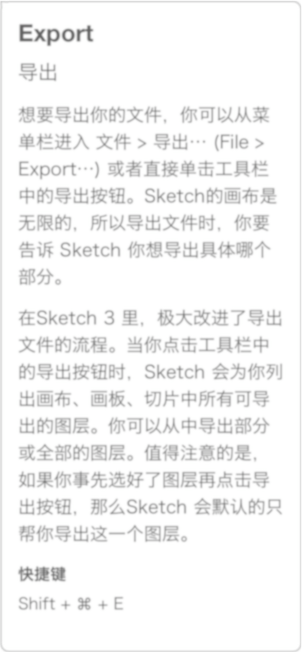 Export
导出
想要导出你的文件，你可以从菜
单栏进入 文件 > 导出… (File >
Export…) 或者直接单击工具栏
中的导出按钮。Sketch的画布是
无限的，所以导出文件时，你要
告诉 Sketch 你想导出具体哪个
部分。
在Sketch 3 里，极大改进了导出
文件的流程。当你点击工具栏中
的导出按钮时，Sketch 会为你列
出画布、画板、切片中所有可导
出的图层。你可以从中导出部分
或全部的图层。值得注意的是，
如果你事先选好了图层再点击导
出按钮，那么Sketch 会默认的只
帮你导出这一个图层。
快捷键
Shift + ⌘ + E